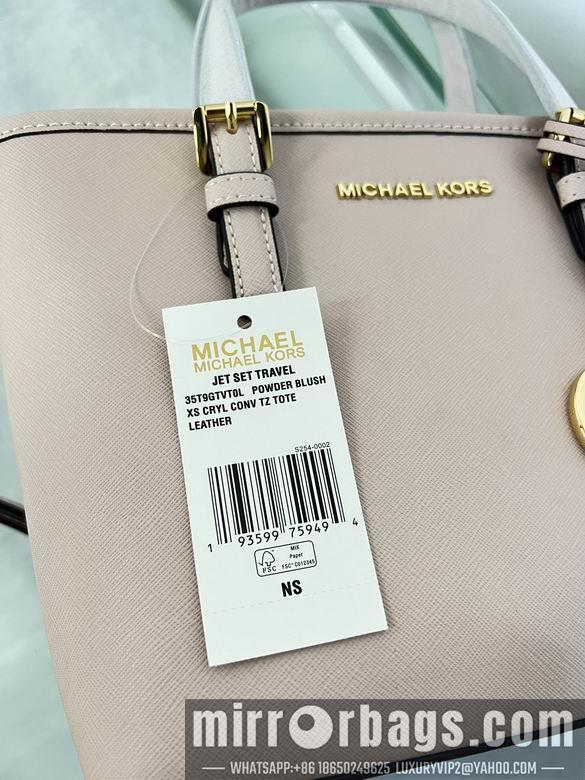 MICHAEL KORS
MICHAEL
MICHAEL KORS
JET SET TRAVEL
35T9GTVT0L POWDER BLUSH
XS CRYL CONV TZ TOTE
LEATHER
S254-0002
1 93599 75949 4
FSC
MIX
Paper
FSC® C012345
NS
mirrorbags.com
WHATSAPP:+86 18650249625 LUXURYVIP2@YAHOO.COM